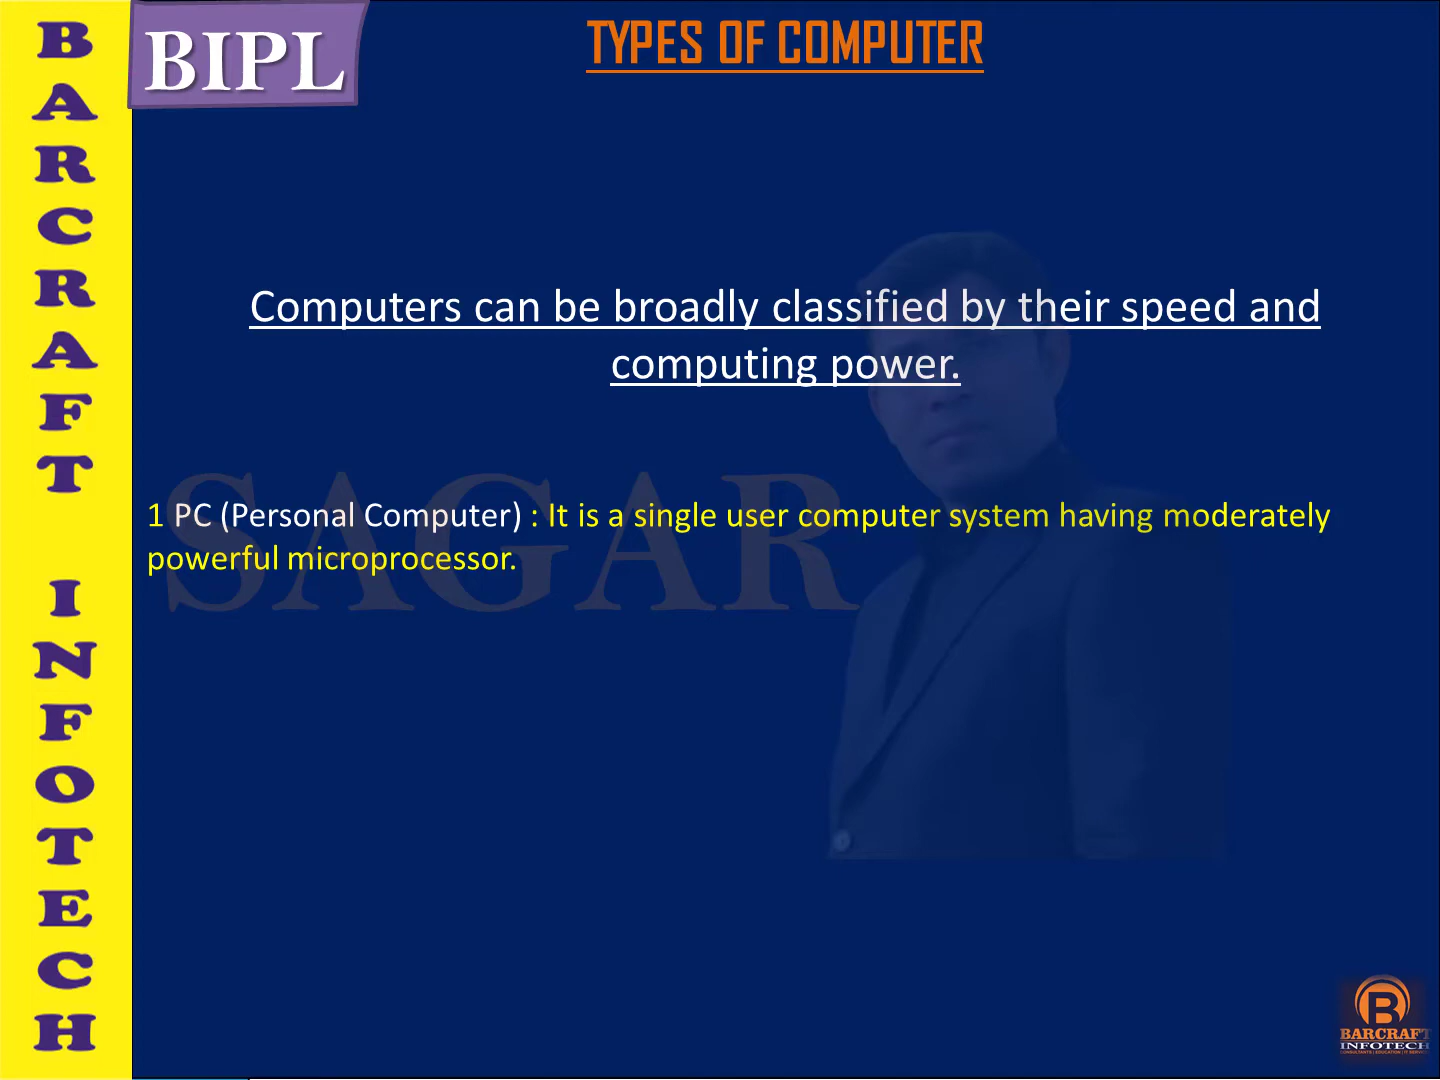 BARCRAFT INFOTECH
BIPL
TYPES OF COMPUTER
Computers can be broadly classified by their speed and
computing power.
SAGAR
1 PC (Personal Computer) : It is a single user computer system having moderately
powerful microprocessor.
B
BARCRAFT
INFOTECH